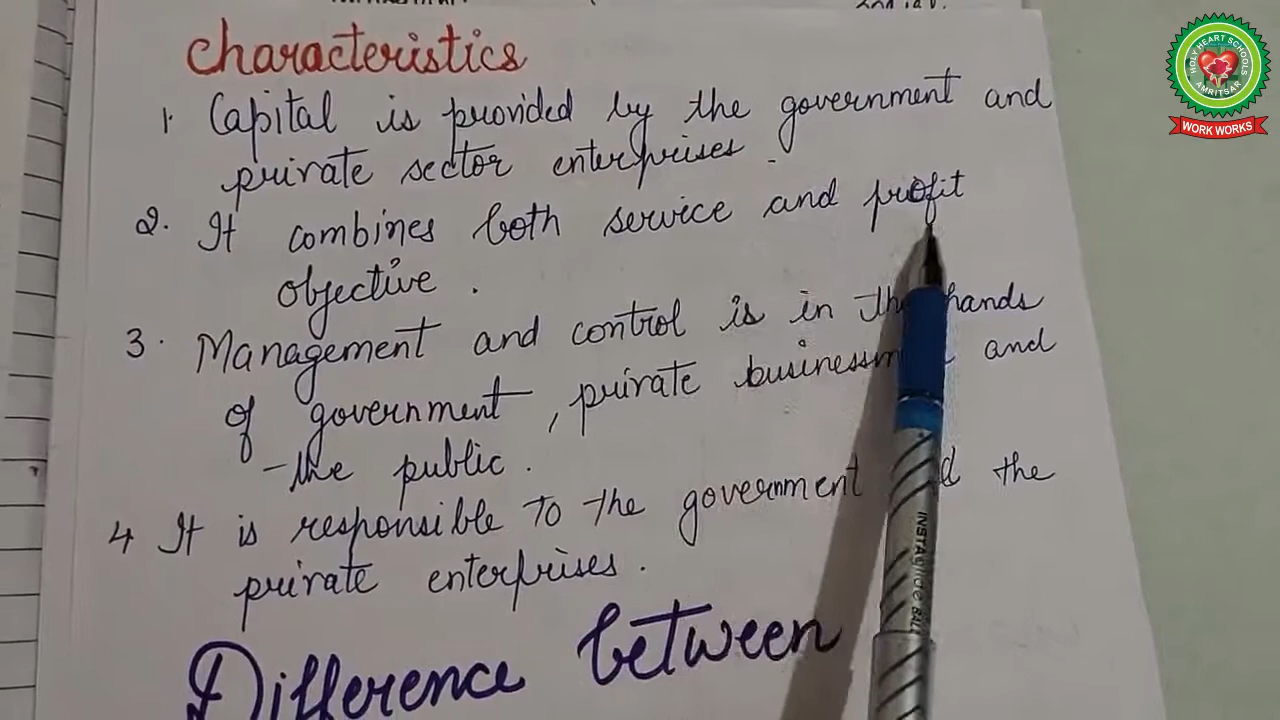 Characteristics
1. Capital is provided by the government and
private sector enterprises.
2. It combines both service and profit
objective.
3. Management and control is in the hands
of government, private and
the public.
4 It is responsible to the government the
private enterprises.
Difference between
HOLY HEART SCHOOLS
AMRITSAR
WORK WORKS
INSTAGLIDE BALL